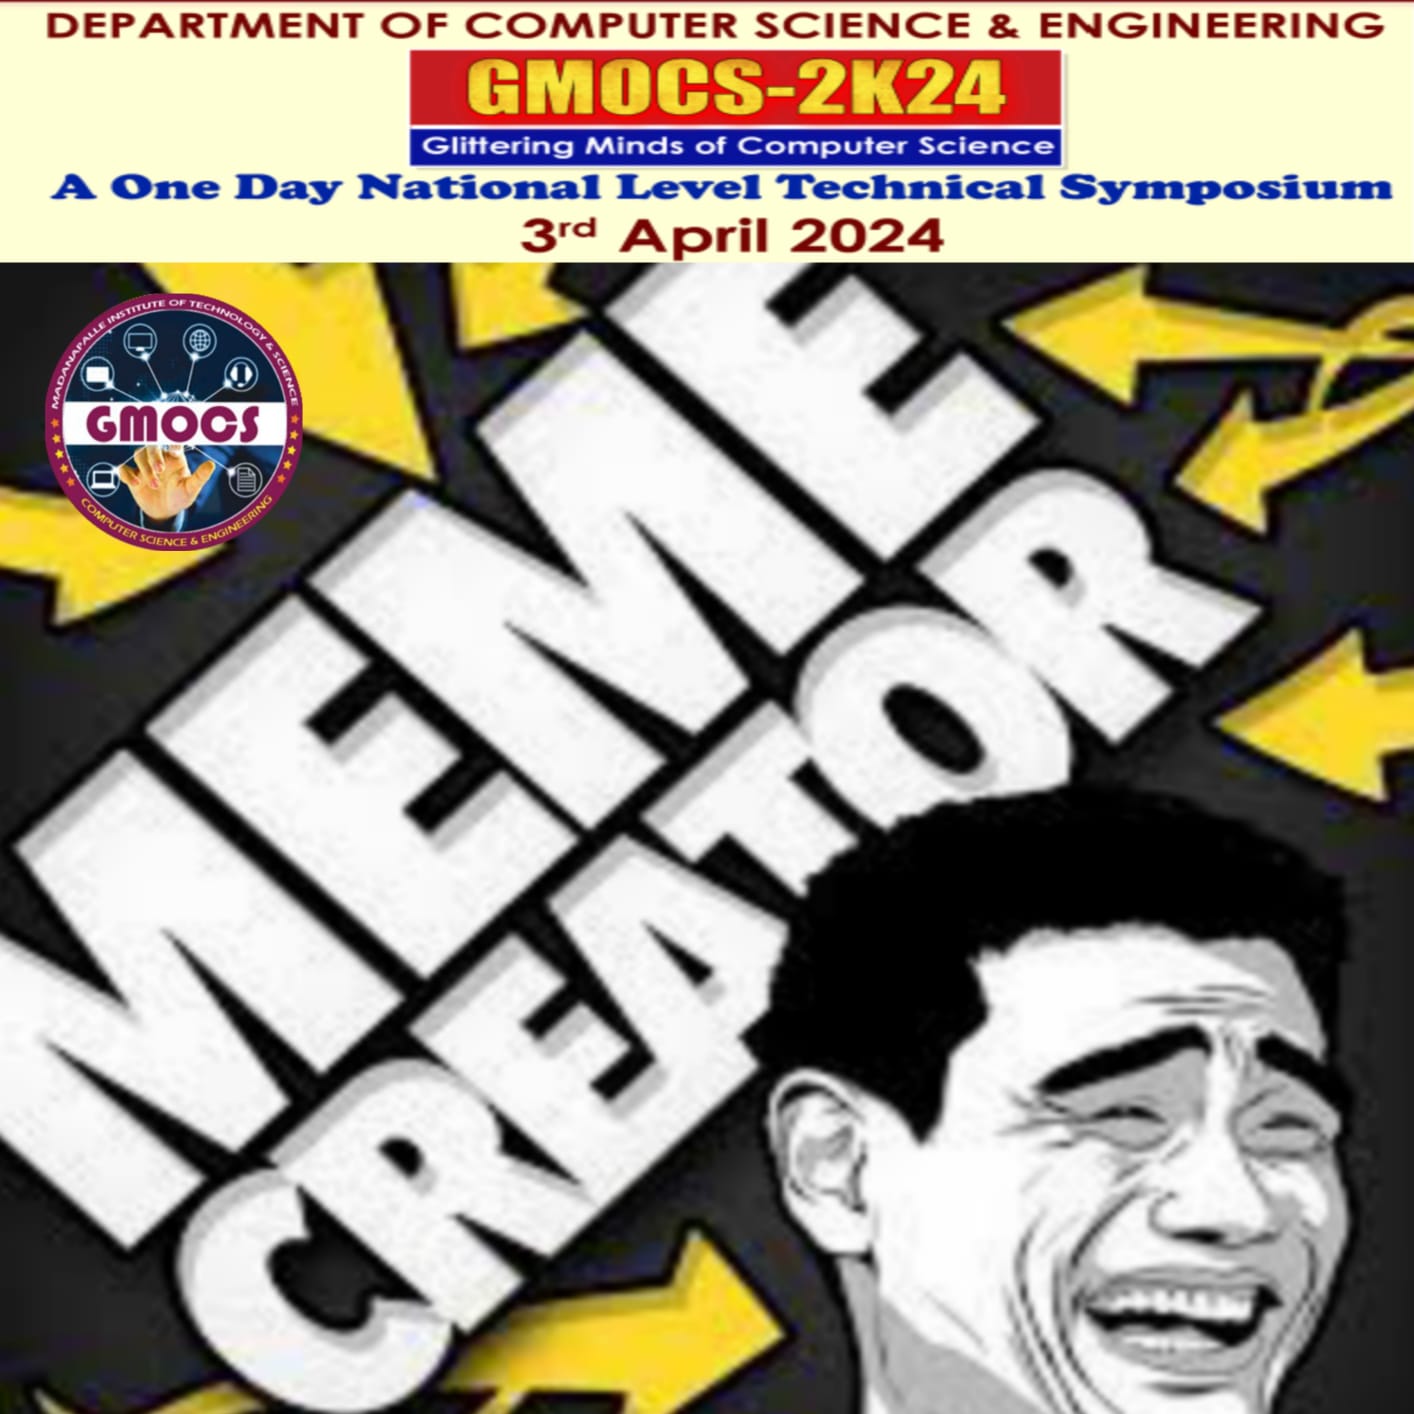 DEPARTMENT OF COMPUTER SCIENCE & ENGINEERING
GMOCS-2K24
Glittering Minds of Computer Science
A One Day National Level Technical Symposium
3rd April 2024
MADANAPALLE INSTITUTE OF TECHNOLOGY & SCIENCE
GMOCS
COMPUTER SCIENCE & ENGINEERING
MEME
CREATOR